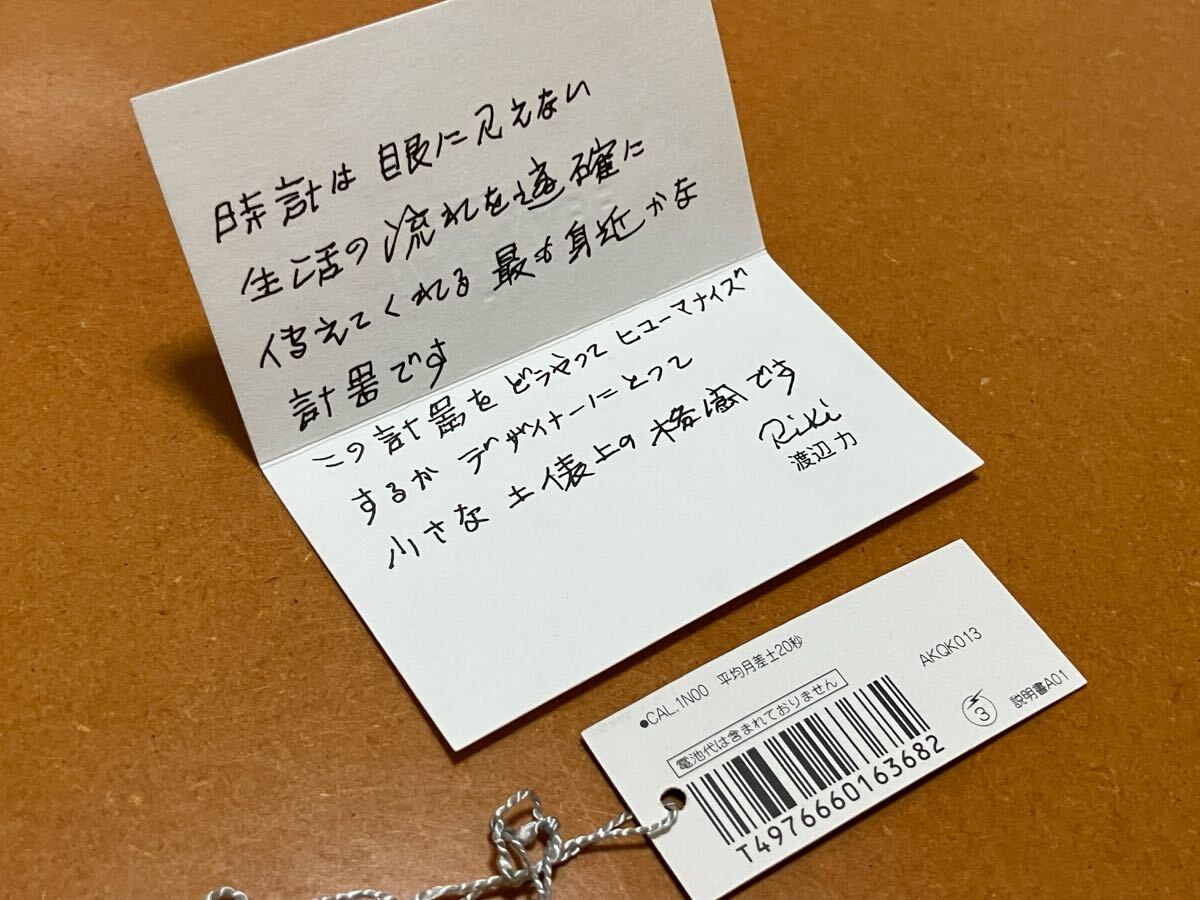 時計は 眼に見えない
生活の流れを適確に
伝えてくれる最も身近かな
計器です
この計器をどうやって ヒューマナイズ
するか デザイナーにとって
小さな 土俵上の 格闘です
Riki
渡辺 力
●CAL.1N00 平均月差±20秒
AKQK013
電池代は含まれておりません
3 説明書A01
T4976660163682